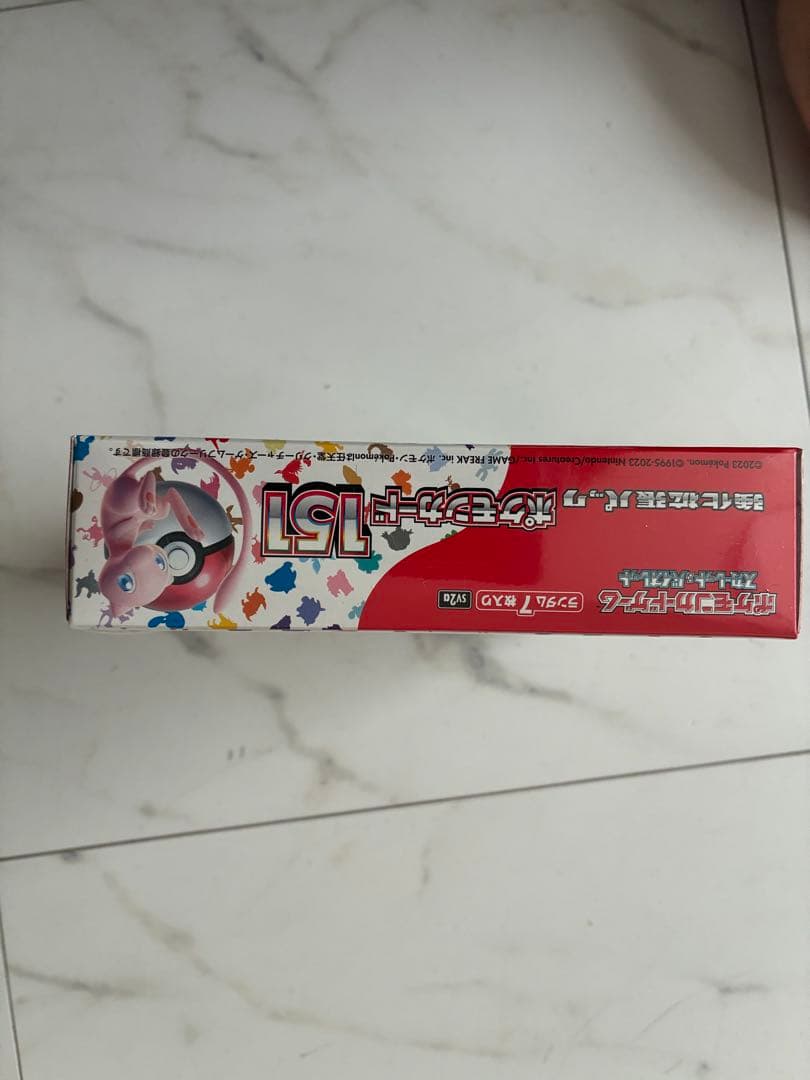 ポケモンカードゲーム
スカーレット&バイオレット
ランダム7枚入り
sv2a
強化拡張パック
ポケモンカード151
©2023 Pokémon. ©1995-2023 Nintendo/Creatures Inc./GAME FREAK inc. ポケモン・Pokémonは任天堂・クリーチャーズ・ゲームフリークの登録商標です。